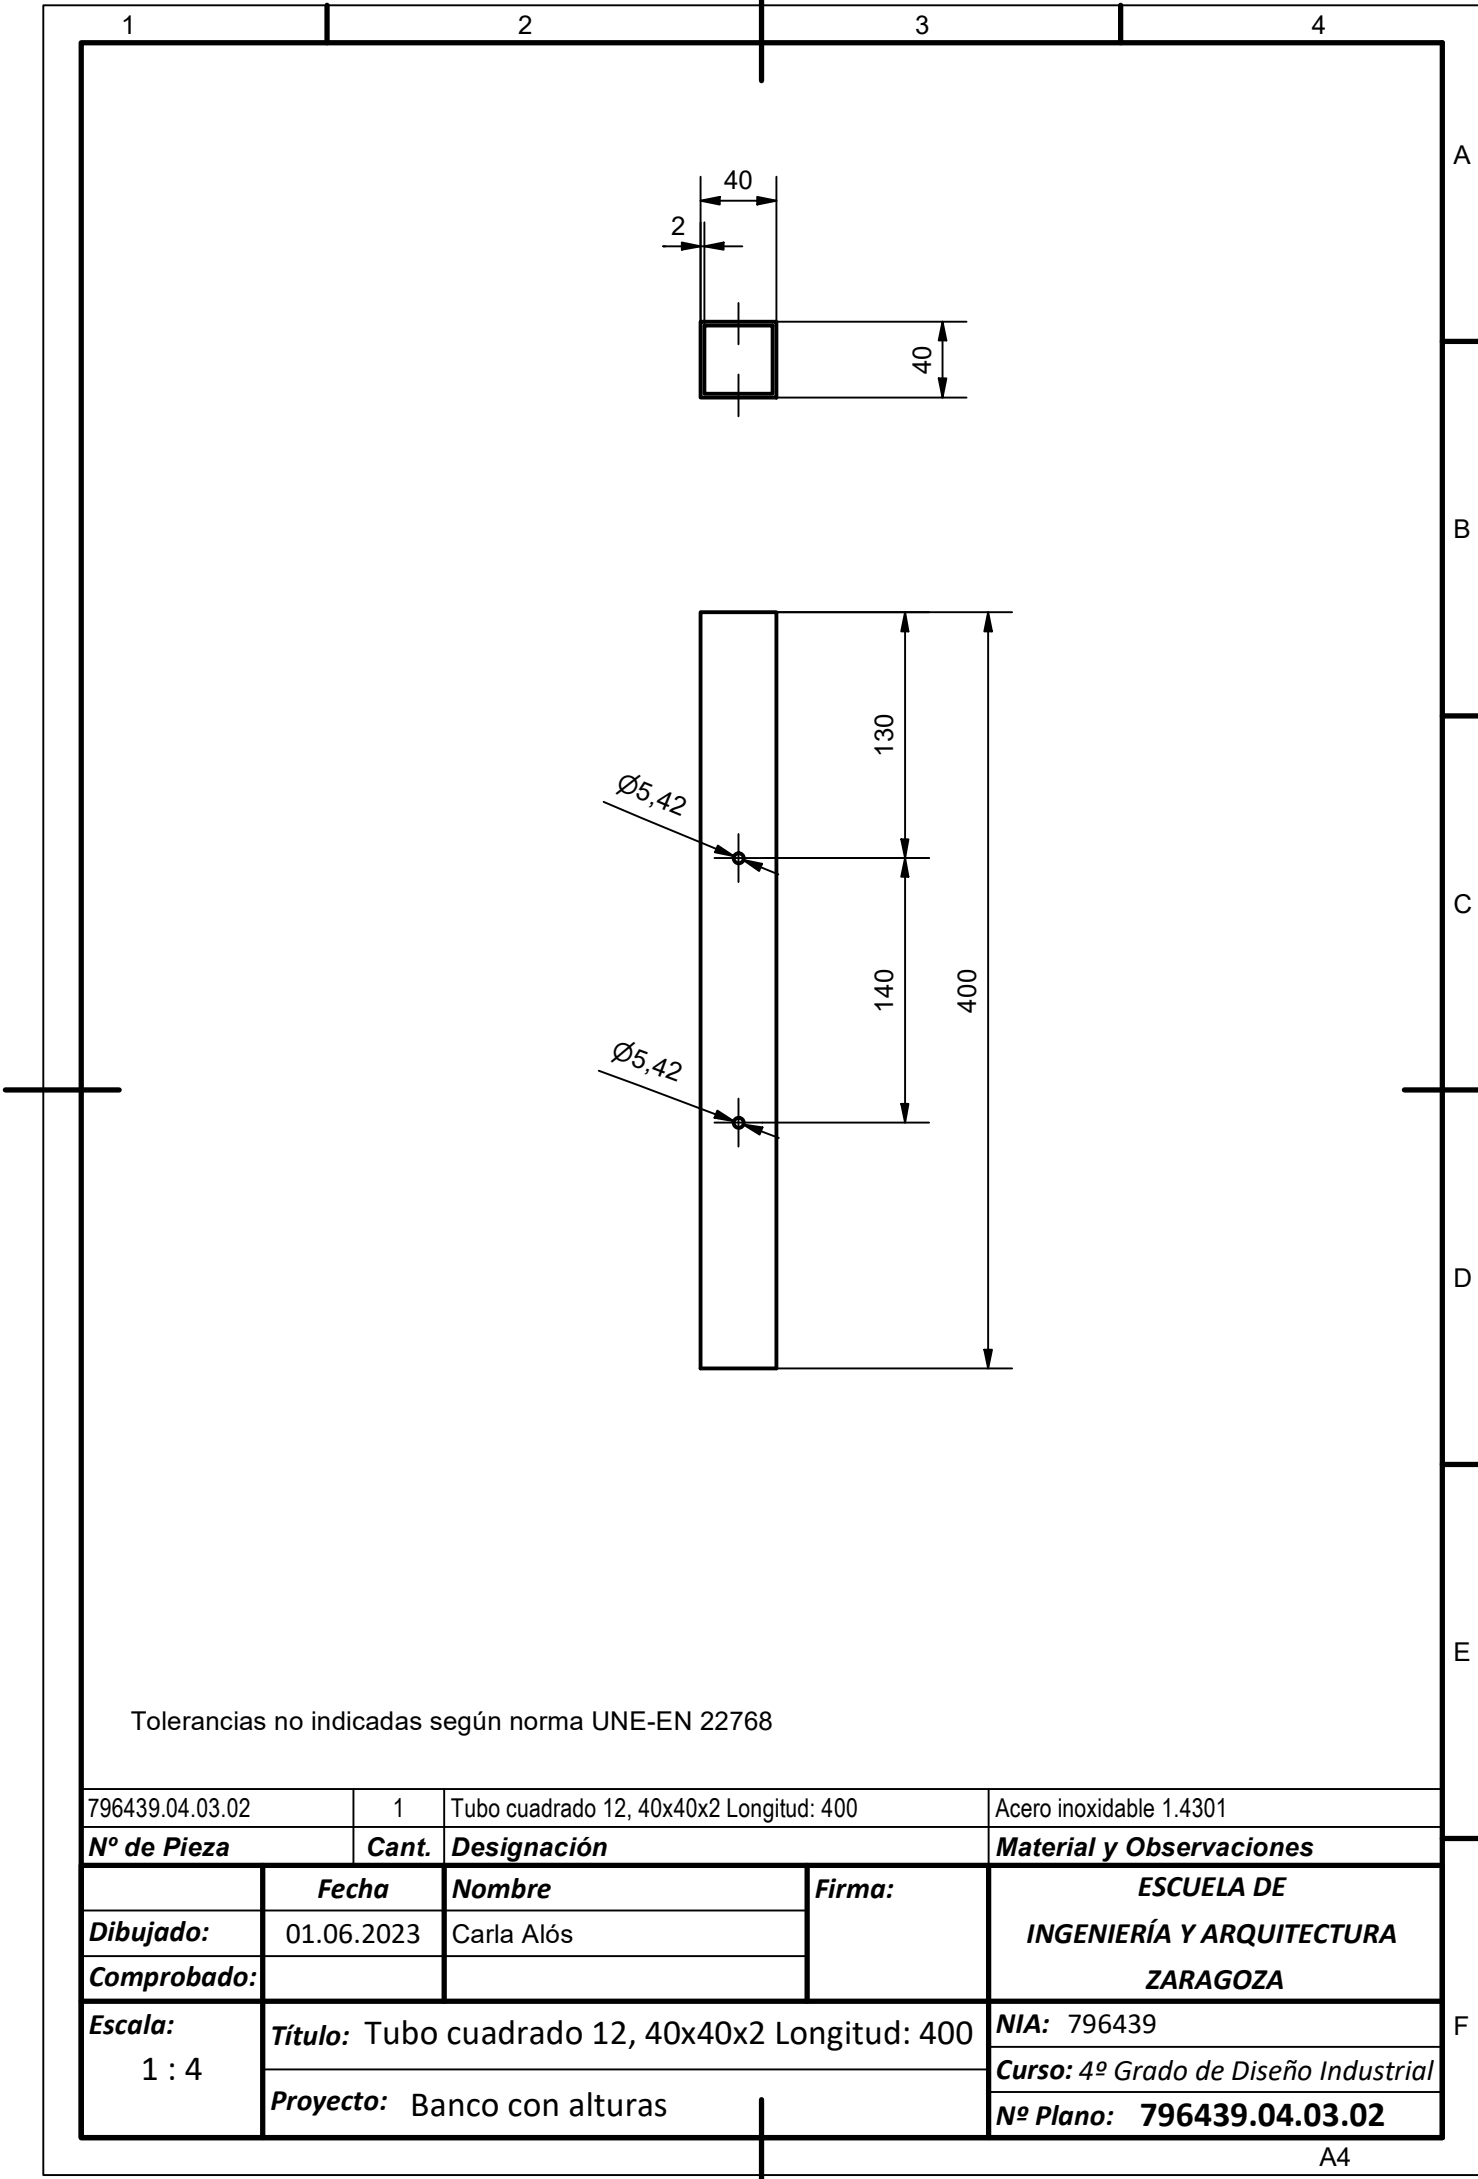 1 2 3 4
A
40
2
40
B
130
Ø5,42
C
140
400
Ø5,42
D
E
Tolerancias no indicadas según norma UNE-EN 22768
796439.04.03.02 1 Tubo cuadrado 12, 40x40x2 Longitud: 400 Acero inoxidable 1.4301
Nº de Pieza Cant. Designación Material y Observaciones
Fecha Nombre Firma: ESCUELA DE
Dibujado: 01.06.2023 Carla Alós INGENIERÍA Y ARQUITECTURA
Comprobado: ZARAGOZA
Escala: Título: Tubo cuadrado 12, 40x40x2 Longitud: 400 NIA: 796439 F
1 : 4 Curso: 4º Grado de Diseño Industrial
Proyecto: Banco con alturas Nº Plano: 796439.04.03.02
A4